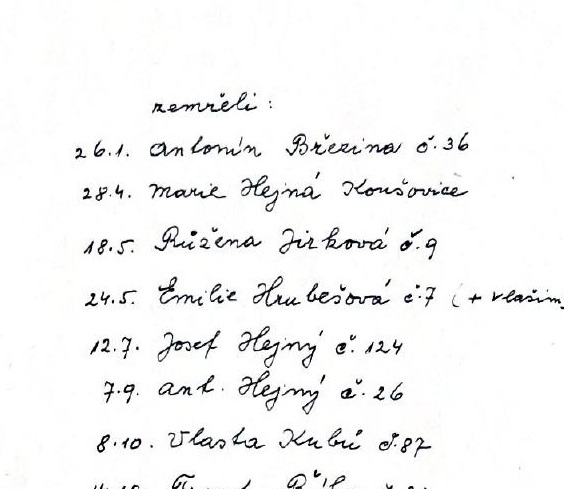 zemřeli:
26.1. Antonín Březina č.36
28.4. Marie Hejná Koušovice
18.5. Růžena Jirková č.9
24.5. Emilie Hrubešová č.7 (+ Vlašim
12.7. Josef Hejný č. 124
7.9. Ant. Hejný č. 26
8.10. Vlasta Kubů č.87